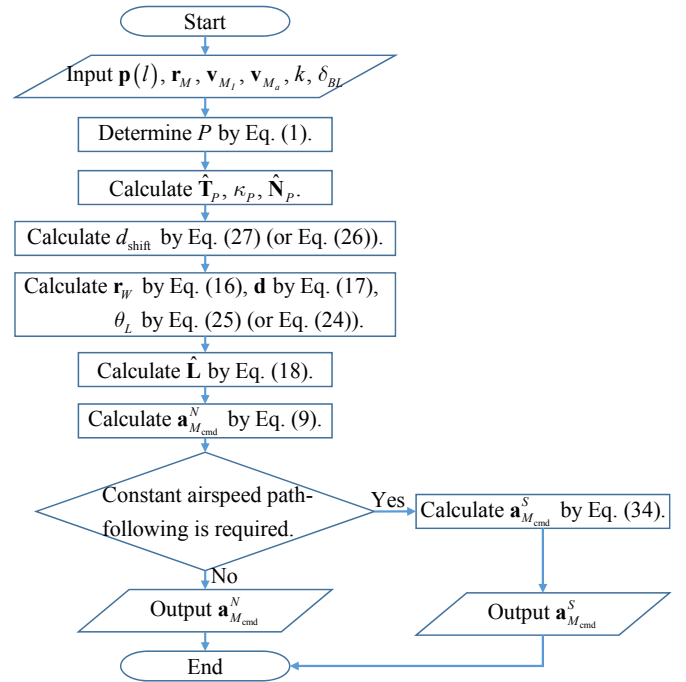 Start
Input p(l), r_M, v_{M_I}, v_{M_a}, k, δ_{BL}
Determine P by Eq. (1).
Calculate T̂_P, κ_P, N̂_P.
Calculate d_shift by Eq. (27) (or Eq. (26)).
Calculate r_W by Eq. (16), d by Eq. (17),
θ_L by Eq. (25) (or Eq. (24)).
Calculate L̂ by Eq. (18).
Calculate a^N_{M_cmd} by Eq. (9).
Constant airspeed path-
following is required.
Yes
Calculate a^S_{M_cmd} by Eq. (34).
No
Output a^N_{M_cmd}
Output a^S_{M_cmd}
End